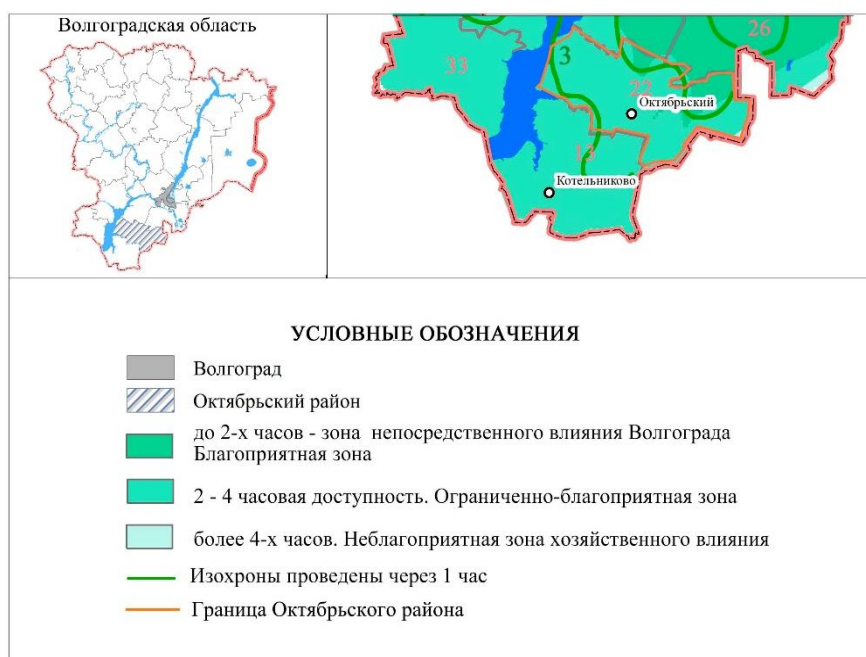 Волгоградская область
26
33
3
22
Октябрьский
13
Котельниково
УСЛОВНЫЕ ОБОЗНАЧЕНИЯ
Волгоград
Октябрьский район
до 2-х часов - зона непосредственного влияния Волгограда
Благоприятная зона
2 - 4 часовая доступность. Ограниченно-благоприятная зона
более 4-х часов. Неблагоприятная зона хозяйственного влияния
Изохроны проведены через 1 час
Граница Октябрьского района